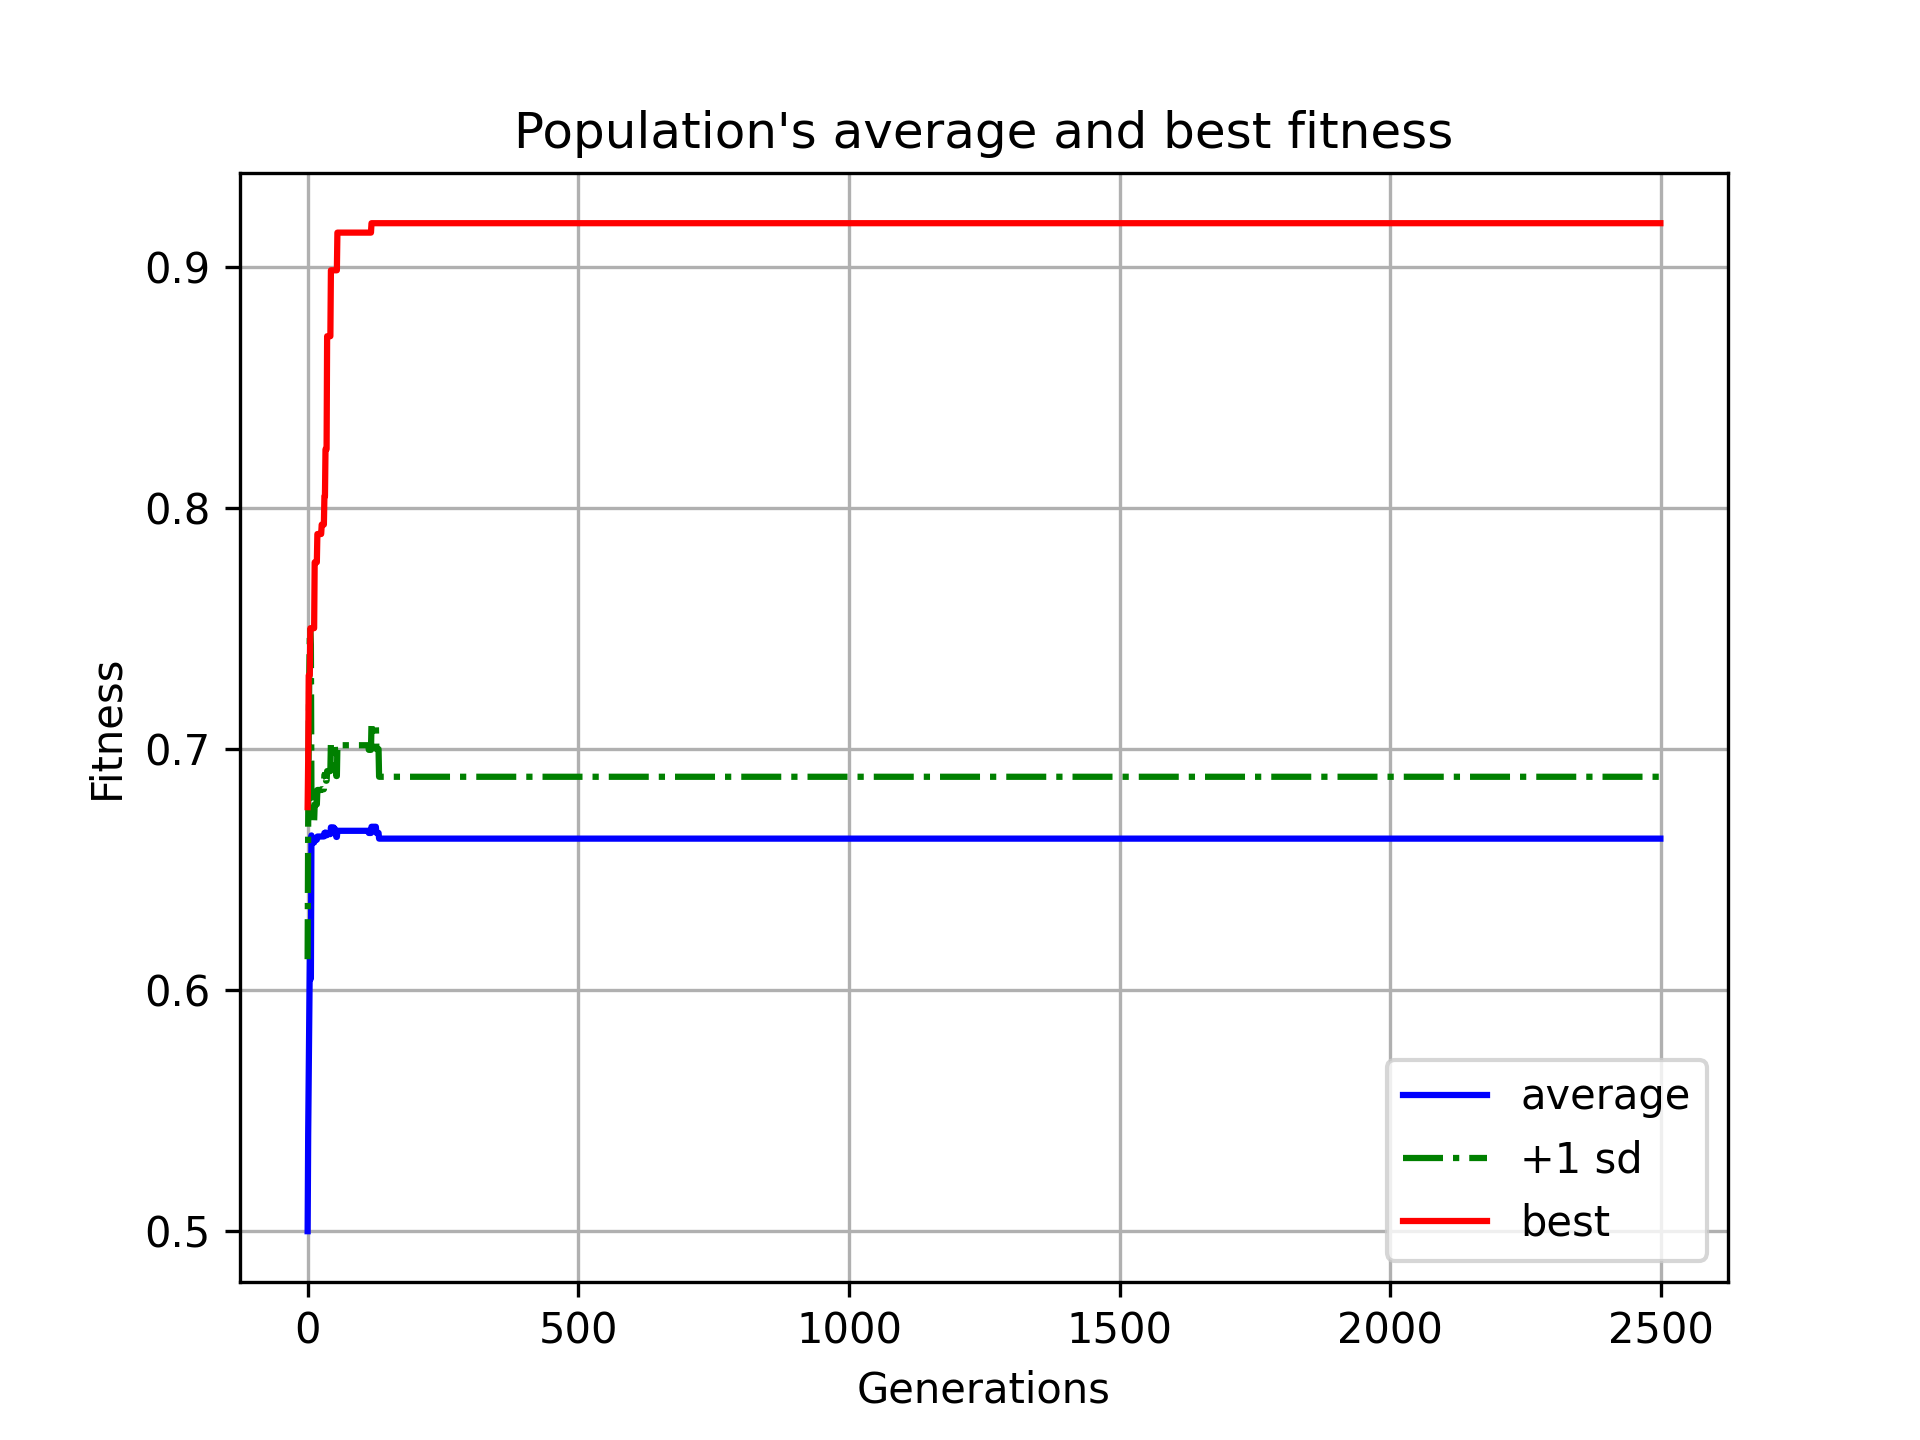 Population's average and best fitness
Fitness
0.9
0.8
0.7
0.6
0.5
0 500 1000 1500 2000 2500
Generations
average
+1 sd
best